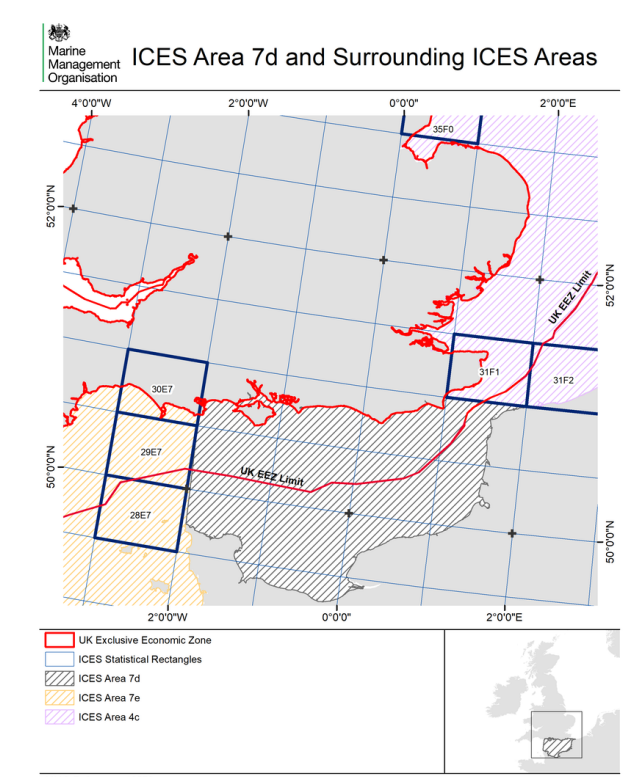 Marine
Management
Organisation
ICES Area 7d and Surrounding ICES Areas
4°0'0"W
2°0'0"W
0°0'0"
2°0'0"E
35F0
52°0'0"N
52°0'0"N
UK EEZ Limit
31F1
31F2
30E7
29E7
50°0'0"N
UK EEZ Limit
28E7
50°0'0"N
2°0'0"W
0°0'0"
2°0'0"E
UK Exclusive Economic Zone
ICES Statistical Rectangles
ICES Area 7d
ICES Area 7e
ICES Area 4c